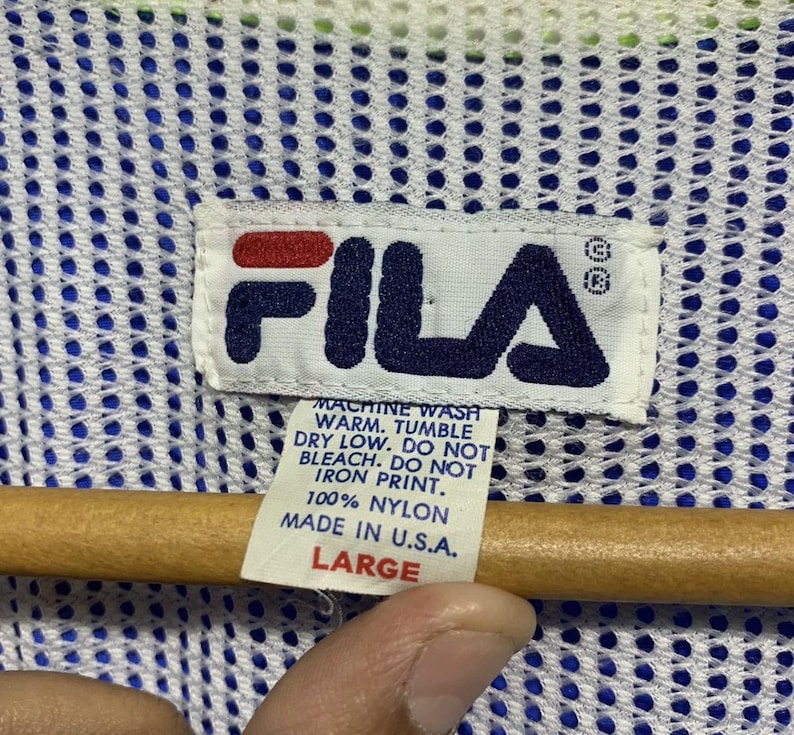 FILA
© ®
MACHINE WASH
WARM. TUMBLE
DRY LOW. DO NOT
BLEACH. DO NOT
IRON PRINT.
100% NYLON
MADE IN U.S.A.
LARGE